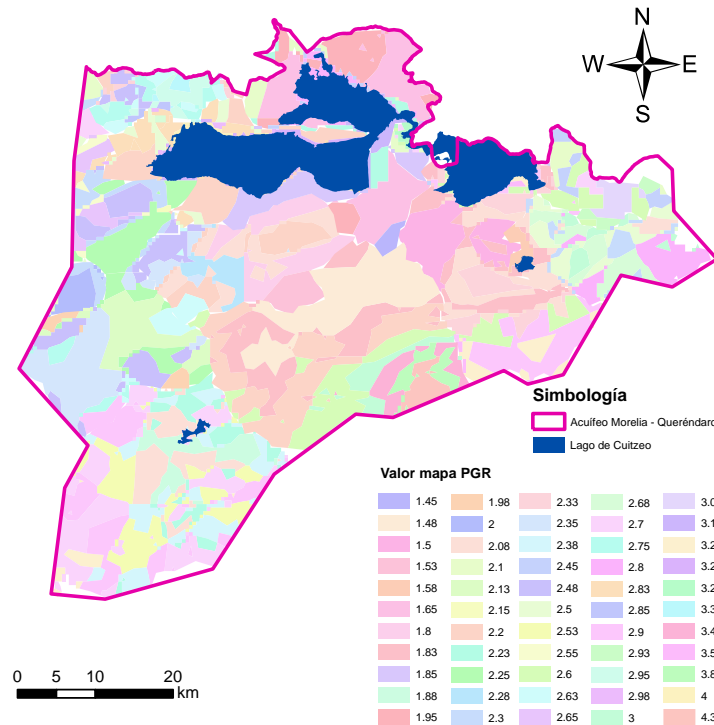 N
W E
S
Simbología
Acuífeo Morelia - Queréndaro
Lago de Cuitzeo
Valor mapa PGR
1.45 1.98 2.33 2.68
1.48 2 2.35 2.7
1.5 2.08 2.38 2.75
1.53 2.1 2.45 2.8
1.58 2.13 2.48 2.83
1.65 2.15 2.5 2.85
1.8 2.2 2.53 2.9
1.83 2.23 2.55 2.93
1.85 2.25 2.6 2.95
1.88 2.28 2.63 2.98 4
1.95 2.3 2.65 3
0 5 10 20
km